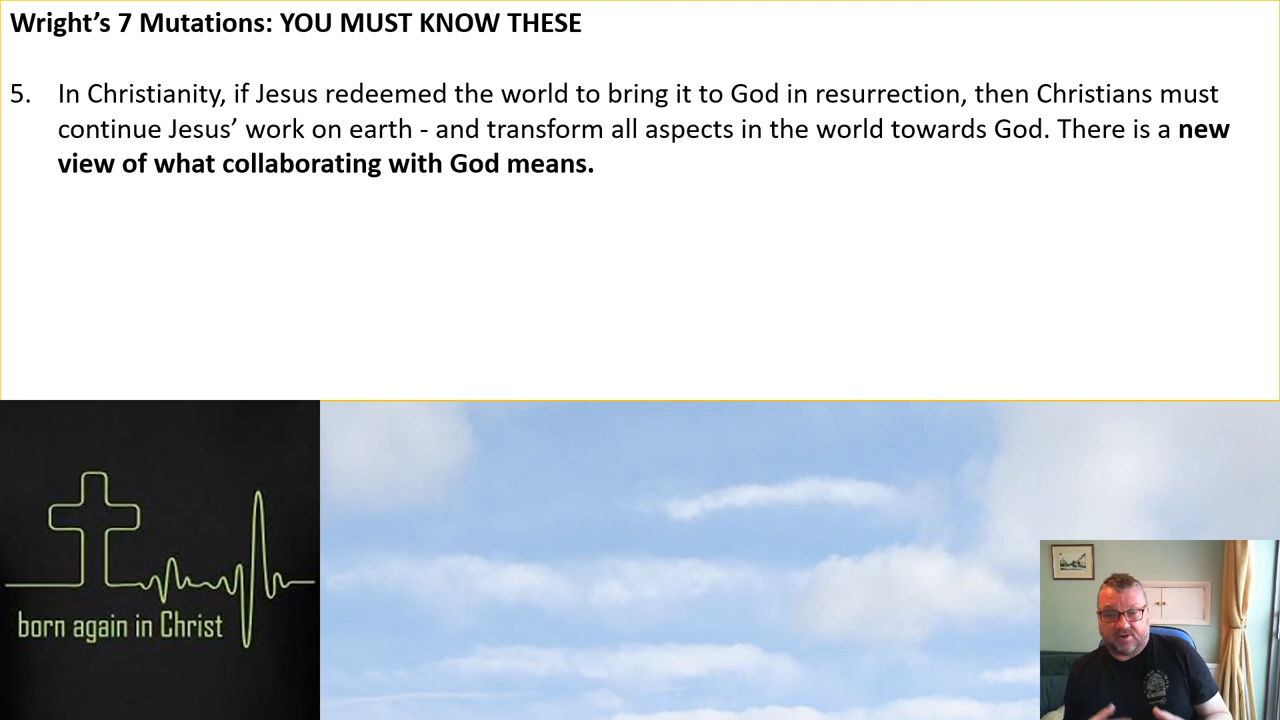 Wright’s 7 Mutations: YOU MUST KNOW THESE
5. In Christianity, if Jesus redeemed the world to bring it to God in resurrection, then Christians must
continue Jesus’ work on earth - and transform all aspects in the world towards God. There is a new
view of what collaborating with God means.
born again in Christ